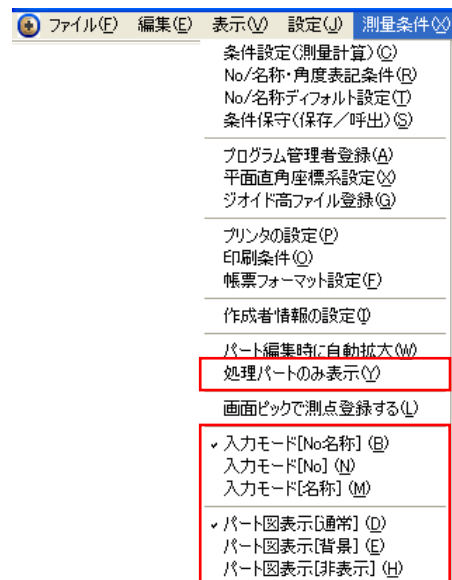 ファイル(F) 編集(E) 表示(V) 設定(J) 測量条件(X)
条件設定(測量計算)(C)
No/名称・角度表記条件(R)
No/名称ディフォルト設定(T)
条件保守(保存/呼出)(S)
プログラム管理者登録(A)
平面直角座標系設定(X)
ジオイド高ファイル登録(G)
プリンタの設定(P)
印刷条件(O)
帳票フォーマット設定(F)
作成者情報の設定(I)
パート編集時に自動拡大(W)
処理パートのみ表示(Y)
画面ピックで測点登録する(L)
✓入力モード[No名称] (B)
入力モード[No] (N)
入力モード[名称] (M)
✓パート図表示[通常] (D)
パート図表示[背景] (E)
パート図表示[非表示] (H)